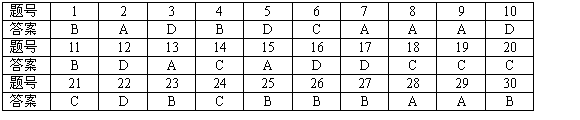 题号 1 2 3 4 5 6 7 8 9 10
答案 B A D B D C A A A D
题号 11 12 13 14 15 16 17 18 19 20
答案 B D A C A D D C C C
题号 21 22 23 24 25 26 27 28 29 30
答案 C D B C B B B A A B